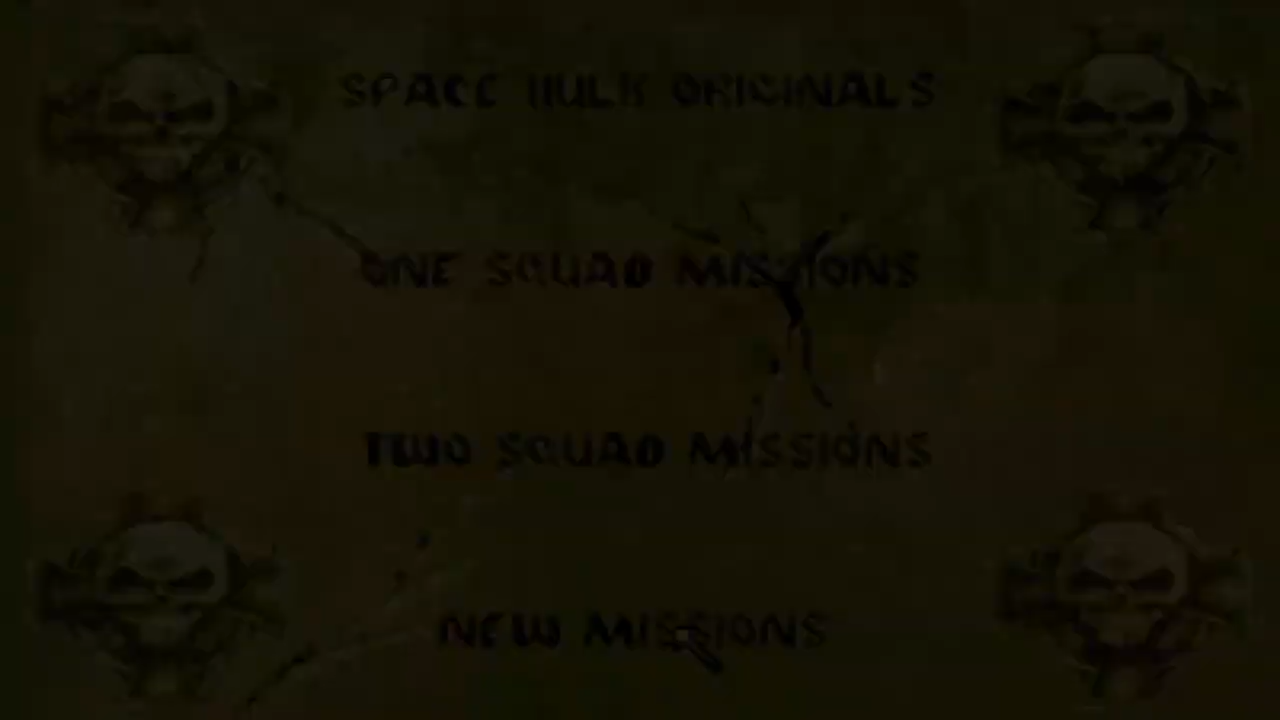 SPACE HULK ORIGINALS
ONE SQUAD MISSIONS
TWO SQUAD MISSIONS
NEW MISSIONS